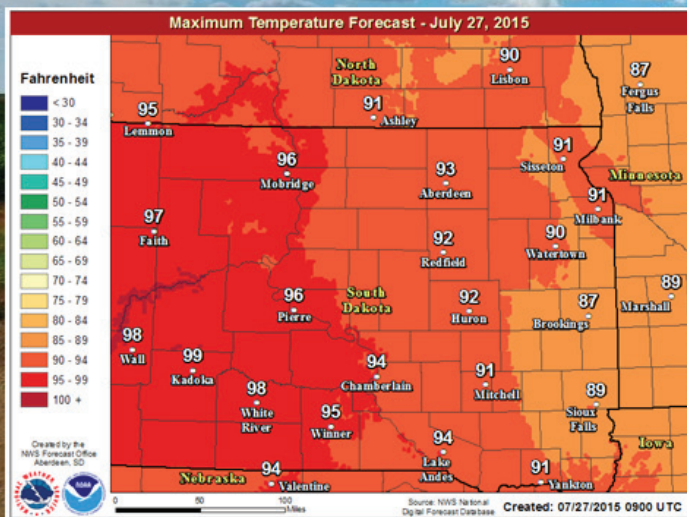 Maximum Temperature Forecast - July 27, 2015
Fahrenheit
< 30
30 - 34
35 - 39
40 - 44
45 - 49
50 - 54
55 - 59
60 - 64
65 - 69
70 - 74
75 - 79
80 - 84
85 - 89
90 - 94
95 - 99
100 +
Created by the
NWS Forecast Office
Aberdeen, SD
North
Dakota
90
Lisbon
87
Fergus
Falls
95
Lemmon
91
Ashley
96
Mobridge
93
Aberdeen
91
Sisseton
Minnesota
91
Milbank
97
Faith
92
Redfield
90
Watertown
96
Pierre
South
Dakota
92
Huron
87
Brookings
89
Marshall
98
Wall
99
Kadoka
94
Chamberlain
91
Mitchell
98
White
River
95
Winner
89
Sioux
Falls
94
Lake
Andes
Iowa
Nebraska
94
Valentine
91
Yankton
0
50
100
Miles
Source: NWS National
Digital Forecast Database
Created: 07/27/2015 0900 UTC